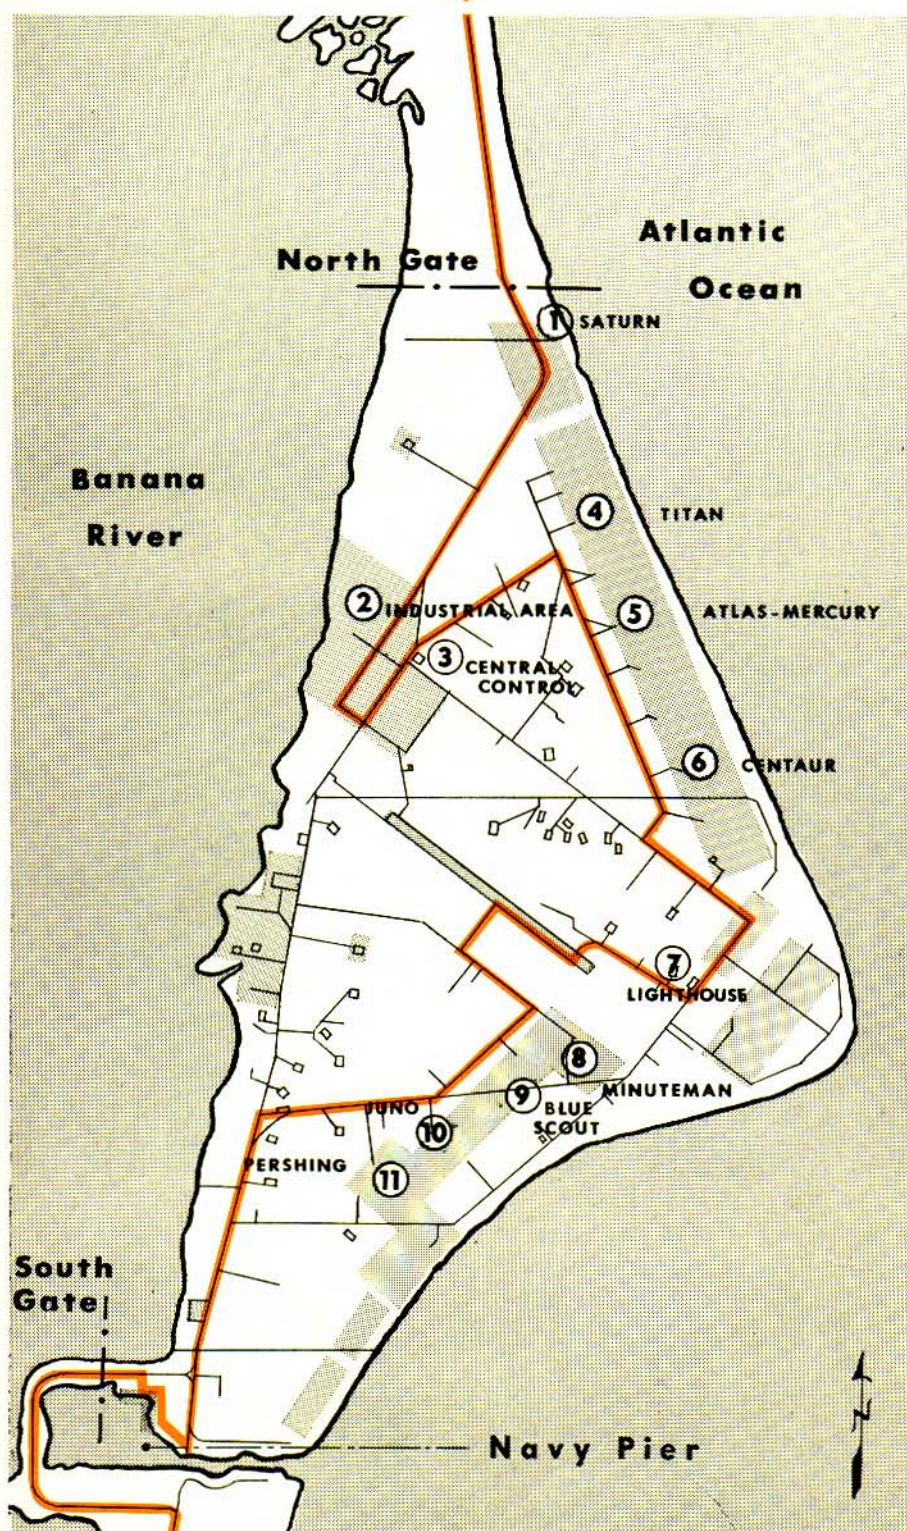 Atlantic
Ocean
North Gate
1 SATURN
Banana
River
4 TITAN
2 INDUSTRIAL AREA
5 ATLAS-MERCURY
3 CENTRAL
CONTROL
6 CENTAUR
7
LIGHTHOUSE
8
MINUTEMAN
9 BLUE
SCOUT
JUNO
10
PERSHING
11
South
Gate
Navy Pier
N